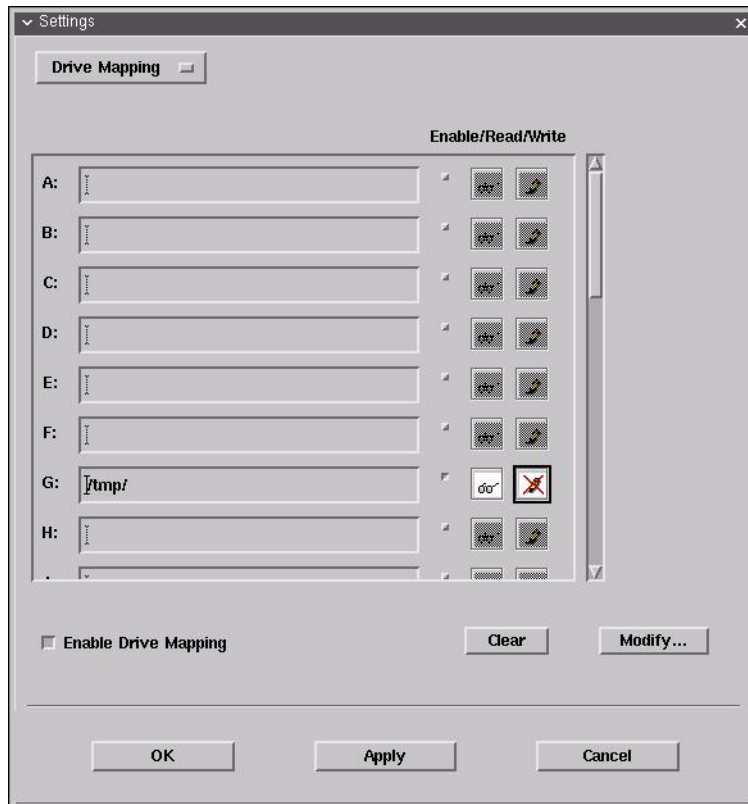 Settings
Drive Mapping
Enable/Read/Write
A:
B:
C:
D:
E:
F:
G: /tmp/
H:
Enable Drive Mapping
Clear
Modify...
OK
Apply
Cancel